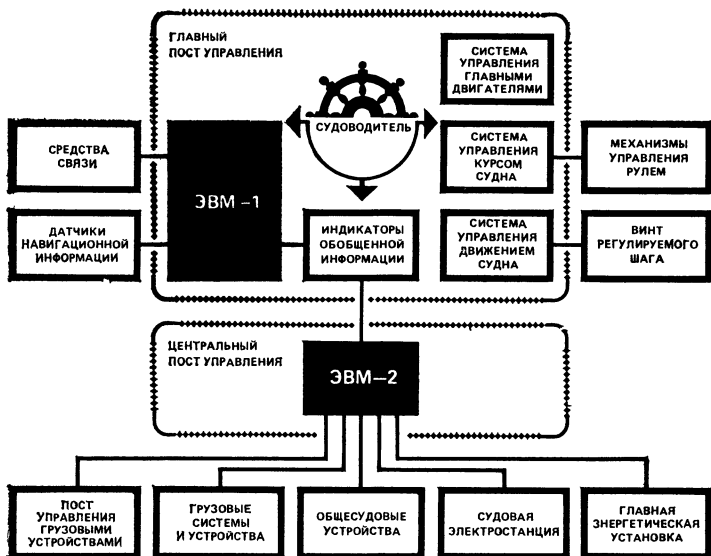 ГЛАВНЫЙ
ПОСТ УПРАВЛЕНИЯ
СУДОВОДИТЕЛЬ
СИСТЕМА
УПРАВЛЕНИЯ
ГЛАВНЫМИ
ДВИГАТЕЛЯМИ
СРЕДСТВА
СВЯЗИ
ЭВМ-1
СИСТЕМА
УПРАВЛЕНИЯ
КУРСОМ
СУДНА
МЕХАНИЗМЫ
УПРАВЛЕНИЯ
РУЛЕМ
ДАТЧИКИ
НАВИГАЦИОННОЙ
ИНФОРМАЦИИ
ИНДИКАТОРЫ
ОБОБЩЕННОЙ
ИНФОРМАЦИИ
СИСТЕМА
УПРАВЛЕНИЯ
ДВИЖЕНИЕМ
СУДНА
ВИНТ
РЕГУЛИРУЕМОГО
ШАГА
ЦЕНТРАЛЬНЫЙ
ПОСТ УПРАВЛЕНИЯ
ЭВМ—2
ПОСТ
УПРАВЛЕНИЯ
ГРУЗОВЫМИ
УСТРОЙСТВАМИ
ГРУЗОВЫЕ
СИСТЕМЫ
И УСТРОЙСТВА
ОБЩЕСУДОВЫЕ
УСТРОЙСТВА
СУДОВАЯ
ЭЛЕКТРОСТАНЦИЯ
ГЛАВНАЯ
ЭНЕРГЕТИЧЕСКАЯ
УСТАНОВКА